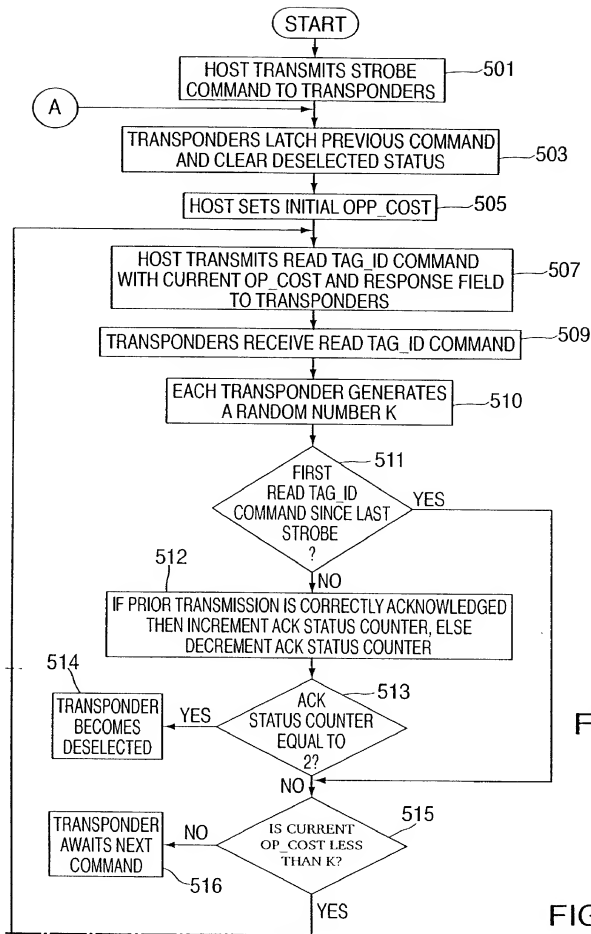 START
HOST TRANSMITS STROBE
COMMAND TO TRANSPONDERS
501
A
TRANSPONDERS LATCH PREVIOUS COMMAND
AND CLEAR DESELECTED STATUS
503
HOST SETS INITIAL OPP_COST
505
HOST TRANSMITS READ TAG_ID COMMAND
WITH CURRENT OP_COST AND RESPONSE FIELD
TO TRANSPONDERS
507
TRANSPONDERS RECEIVE READ TAG_ID COMMAND
509
EACH TRANSPONDER GENERATES
A RANDOM NUMBER K
510
511
FIRST
READ TAG_ID
COMMAND SINCE LAST
STROBE
?
YES
NO
512
IF PRIOR TRANSMISSION IS CORRECTLY ACKNOWLEDGED
THEN INCREMENT ACK STATUS COUNTER, ELSE
DECREMENT ACK STATUS COUNTER
513
ACK
STATUS COUNTER
EQUAL TO
2?
YES
514
TRANSPONDER
BECOMES
DESELECTED
NO
515
IS CURRENT
OP_COST LESS
THAN K?
NO
TRANSPONDER
AWAITS NEXT
COMMAND
516
YES
F
FIG